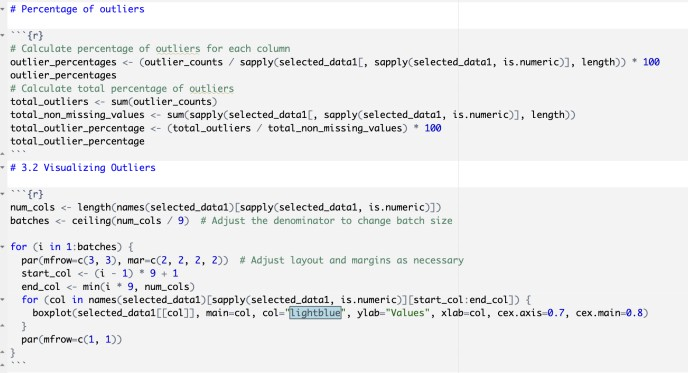 # Percentage of outliers
```{r}
# Calculate percentage of outliers for each column
outlier_percentages <- (outlier_counts / sapply(selected_data1[, sapply(selected_data1, is.numeric)], length)) * 100
outlier_percentages
# Calculate total percentage of outliers
total_outliers <- sum(outlier_counts)
total_non_missing_values <- sum(sapply(selected_data1[, sapply(selected_data1, is.numeric)], length))
total_outlier_percentage <- (total_outliers / total_non_missing_values) * 100
total_outlier_percentage
```
# 3.2 Visualizing Outliers
```{r}
num_cols <- length(names(selected_data1)[sapply(selected_data1, is.numeric)])
batches <- ceiling(num_cols / 9)  # Adjust the denominator to change batch size
for (i in 1:batches) {
  par(mfrow=c(3, 3), mar=c(2, 2, 2, 2))  # Adjust layout and margins as necessary
  start_col <- (i - 1) * 9 + 1
  end_col <- min(i * 9, num_cols)
  for (col in names(selected_data1)[sapply(selected_data1, is.numeric)][start_col:end_col]) {
    boxplot(selected_data1[[col]], main=col, col="lightblue", ylab="Values", xlab=col, cex.axis=0.7, cex.main=0.8)
  }
  par(mfrow=c(1, 1))
}
```